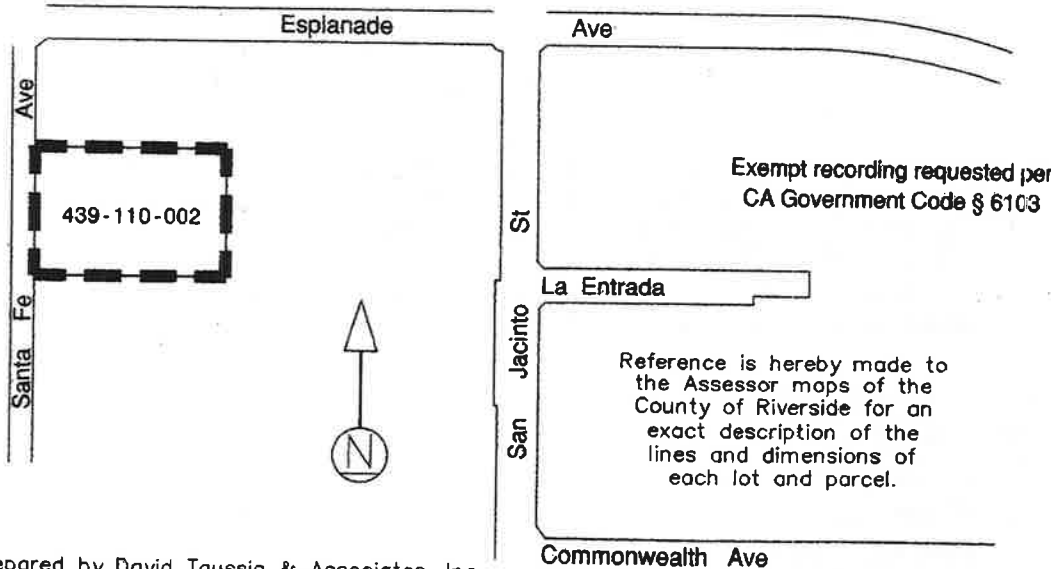 Esplanade Ave
Santa Fe Ave
439-110-002
Exempt recording requested per
CA Government Code § 6103
San Jacinto St
La Entrada
N
Reference is hereby made to
the Assessor maps of the
County of Riverside for an
exact description of the
lines and dimensions of
each lot and parcel.
Commonwealth Ave